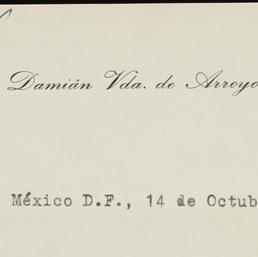 Damián Vda. de Arroyo
México D.F., 14 de Octub